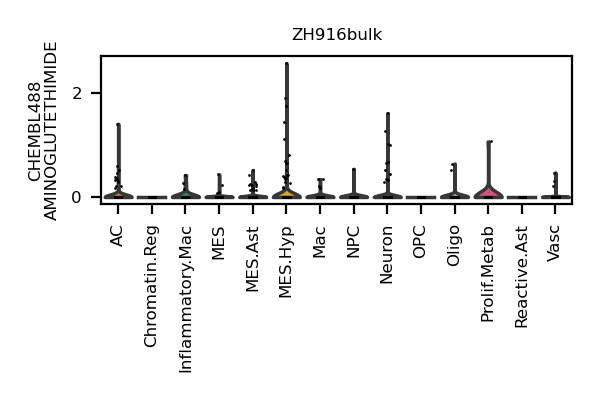 ZH916bulk
CHEMBL488
AMINOGLUTETHIMIDE
2
0
AC
Chromatin.Reg
Inflammatory.Mac
MES
MES.Ast
MES.Hyp
Mac
NPC
Neuron
OPC
Oligo
Prolif.Metab
Reactive.Ast
Vasc